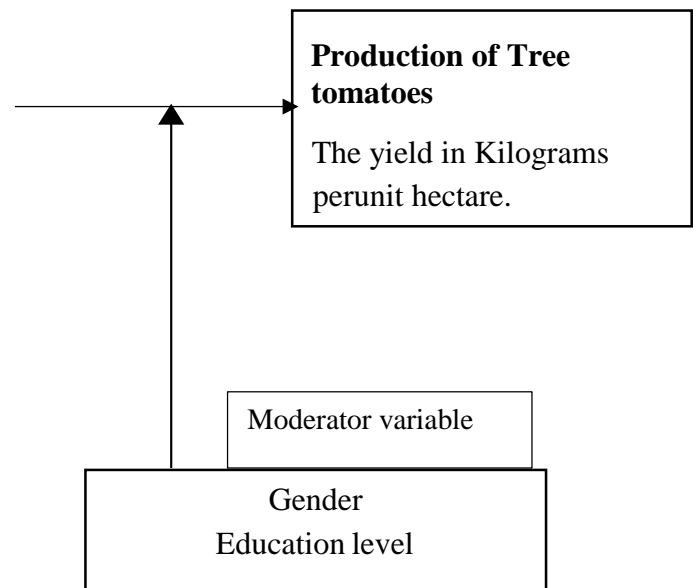 Production of Tree
tomatoes
The yield in Kilograms
perunit hectare.
Moderator variable
Gender
Education level